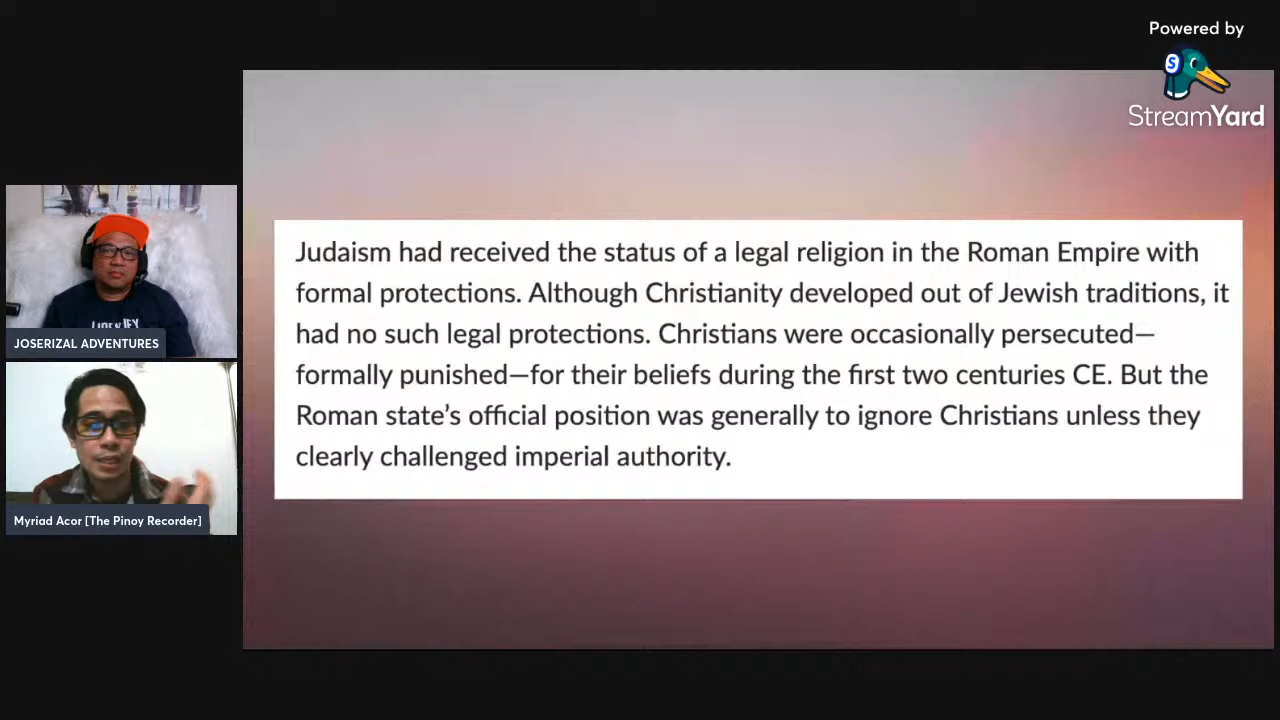 Powered by
StreamYard
Judaism had received the status of a legal religion in the Roman Empire with
formal protections. Although Christianity developed out of Jewish traditions, it
had no such legal protections. Christians were occasionally persecuted—
formally punished—for their beliefs during the first two centuries CE. But the
Roman state's official position was generally to ignore Christians unless they
clearly challenged imperial authority.
JOSERIZAL ADVENTURES
Myriad Acor [The Pinoy Recorder]